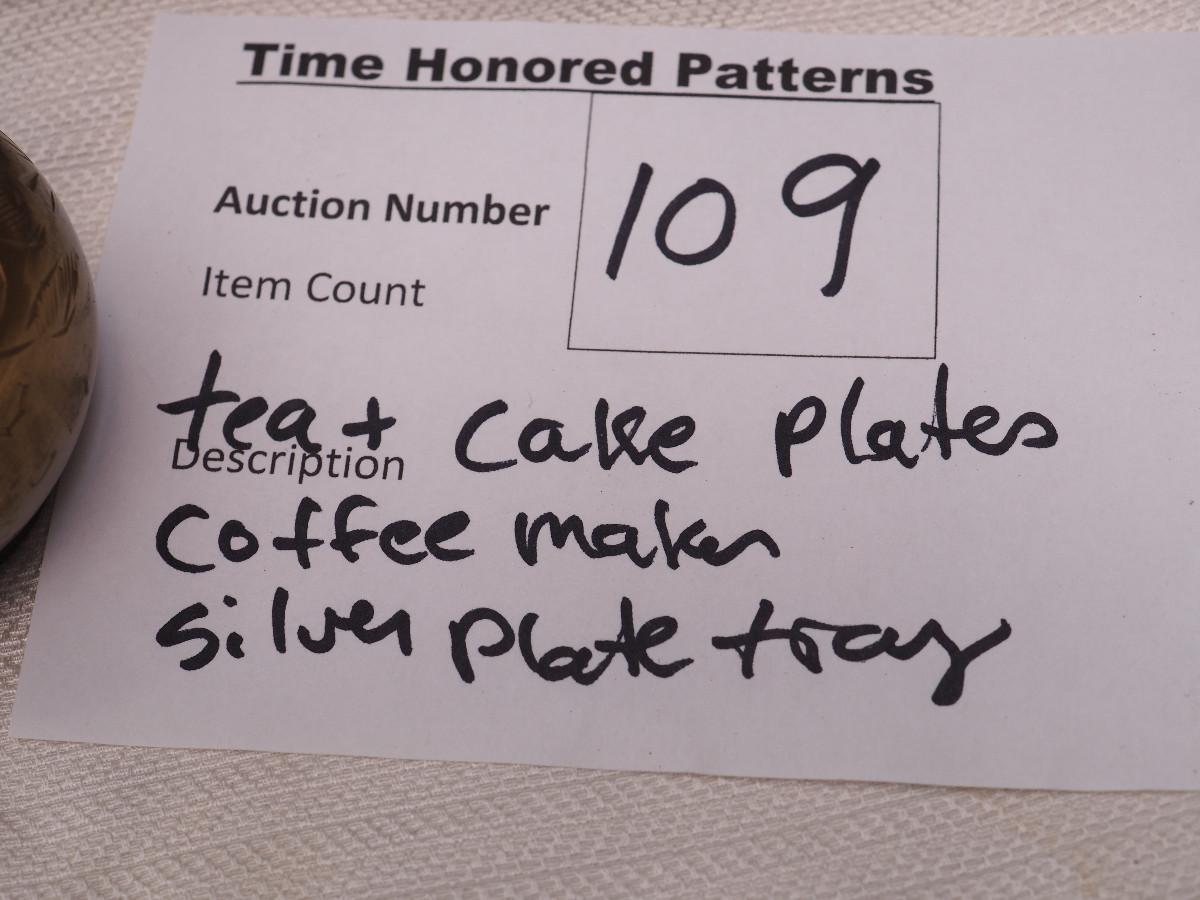 Time Honored Patterns
Auction Number 109
Item Count
tea + cake plates
Description
coffee maker
silver plate tray